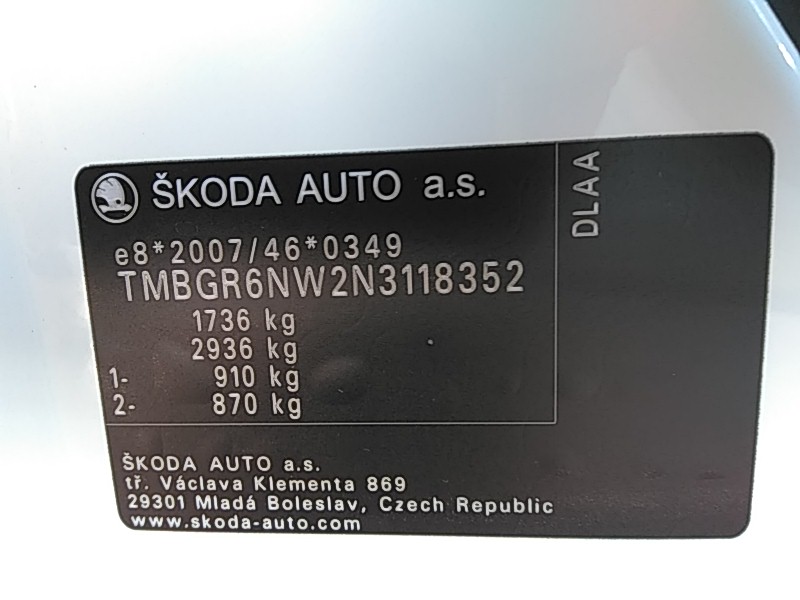 ŠKODA AUTO a.s.
DLAA
e8*2007/46*0349
TMBGR6NW2N3118352
1736 kg
2936 kg
1- 910 kg
2- 870 kg
ŠKODA AUTO a.s.
tř. Václava Klementa 869
29301 Mladá Boleslav, Czech Republic
www.skoda-auto.com